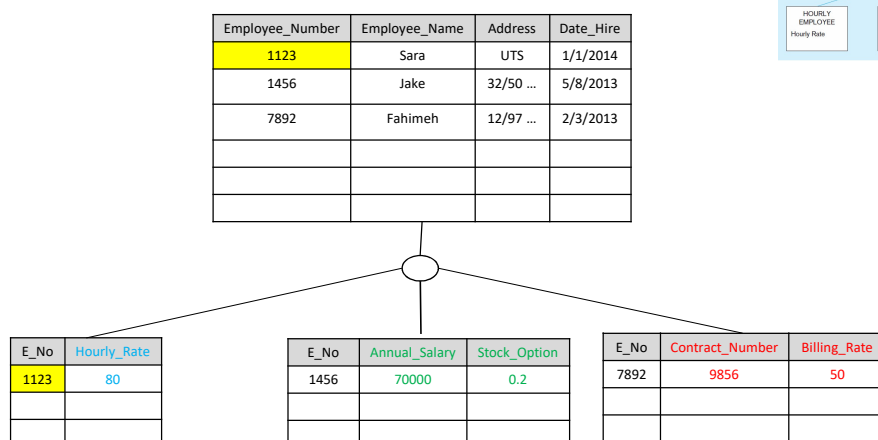 HOURLY
EMPLOYEE
Hourly Rate
Employee_Number Employee_Name Address Date_Hire
1123 Sara UTS 1/1/2014
1456 Jake 32/50 ... 5/8/2013
7892 Fahimeh 12/97 ... 2/3/2013
E_No Hourly_Rate
1123 80
E_No Annual_Salary Stock_Option
1456 70000 0.2
E_No Contract_Number Billing_Rate
7892 9856 50